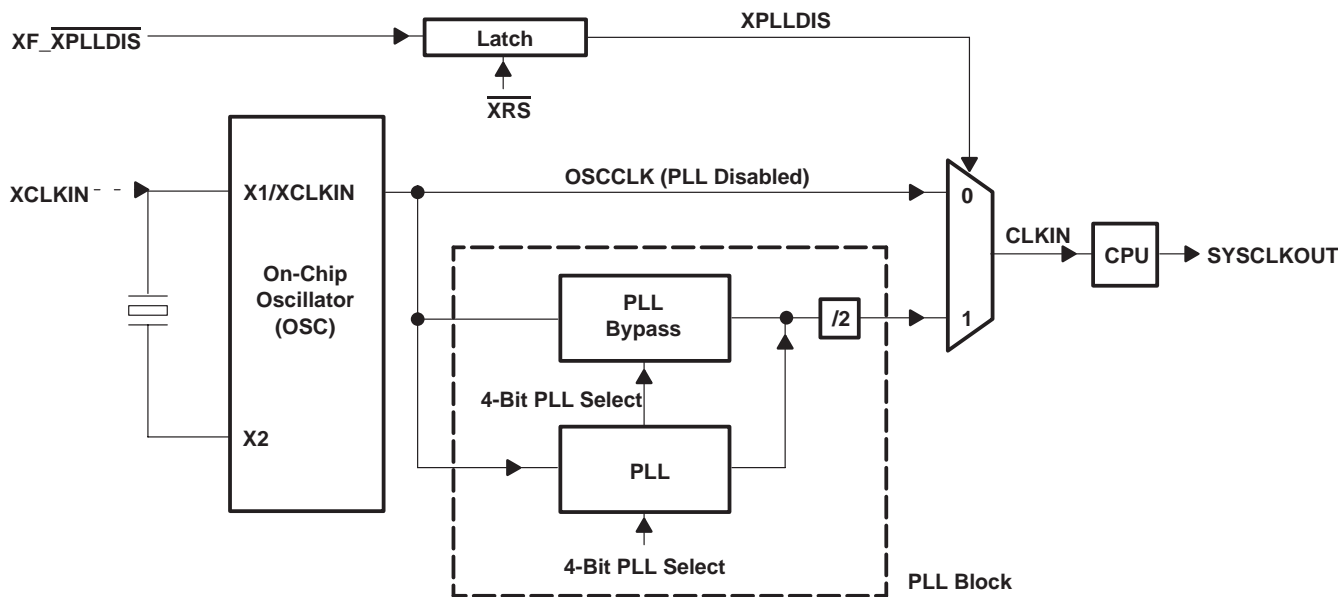 XPLLDIS
XF_XPLLDIS
Latch
XRS
XCLKIN
X1/XCLKIN
OSCCLK (PLL Disabled)
0
CLKIN
CPU
SYSCLKOUT
On-Chip
Oscillator
(OSC)
PLL
Bypass
/2
1
4-Bit PLL Select
X2
PLL
4-Bit PLL Select
PLL Block